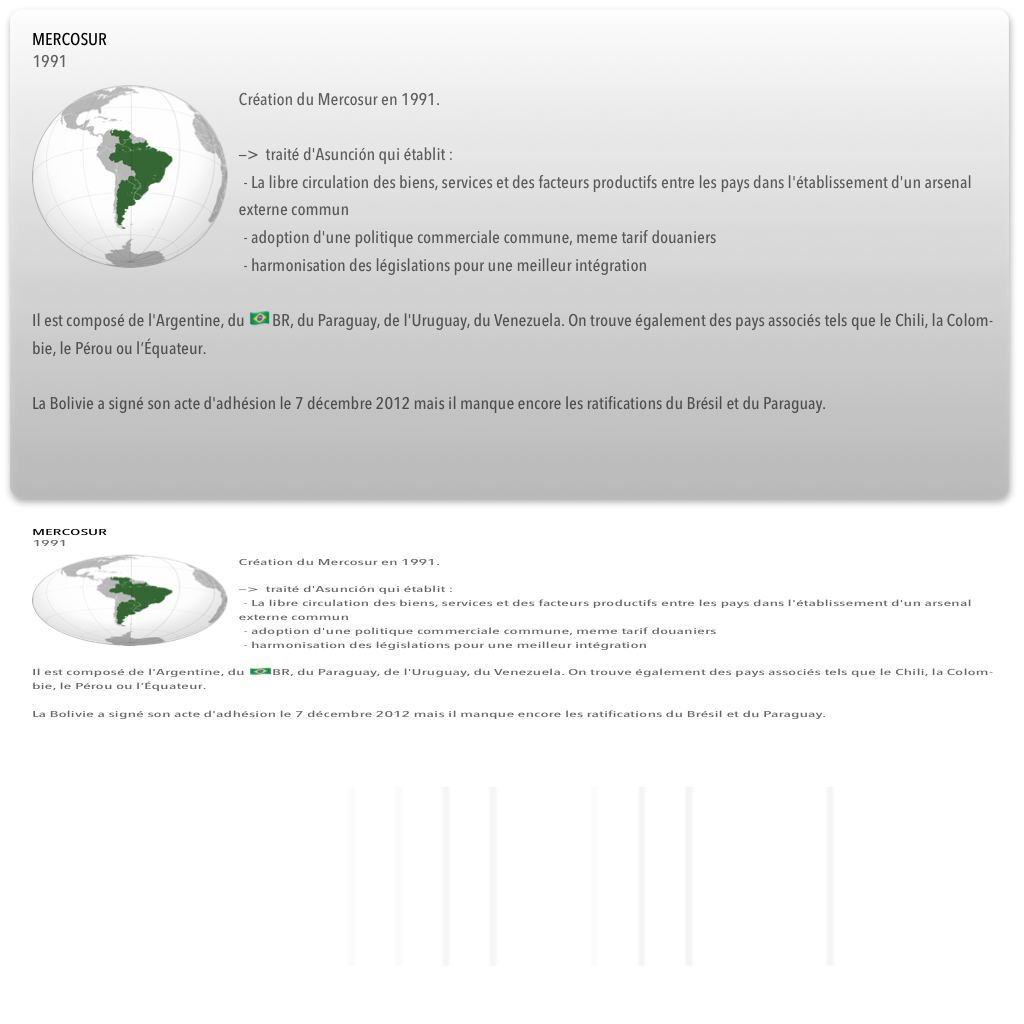 MERCOSUR
1991
Création du Mercosur en 1991.
–> traité d'Asunción qui établit :
- La libre circulation des biens, services et des facteurs productifs entre les pays dans l'établissement d'un arsenal
externe commun
- adoption d'une politique commerciale commune, meme tarif douaniers
- harmonisation des législations pour une meilleur intégration
Il est composé de l'Argentine, du 🇧🇷 BR, du Paraguay, de l'Uruguay, du Venezuela. On trouve également des pays associés tels que le Chili, la Colom-
bie, le Pérou ou l’Équateur.
La Bolivie a signé son acte d'adhésion le 7 décembre 2012 mais il manque encore les ratifications du Brésil et du Paraguay.
MERCOSUR
1991
Création du Mercosur en 1991.
–> traité d'Asunción qui établit :
- La libre circulation des biens, services et des facteurs productifs entre les pays dans l'établissement d'un arsenal
externe commun
- adoption d'une politique commerciale commune, meme tarif douaniers
- harmonisation des législations pour une meilleur intégration
Il est composé de l'Argentine, du 🇧🇷 BR, du Paraguay, de l'Uruguay, du Venezuela. On trouve également des pays associés tels que le Chili, la Colom-
bie, le Pérou ou l’Équateur.
La Bolivie a signé son acte d'adhésion le 7 décembre 2012 mais il manque encore les ratifications du Brésil et du Paraguay.